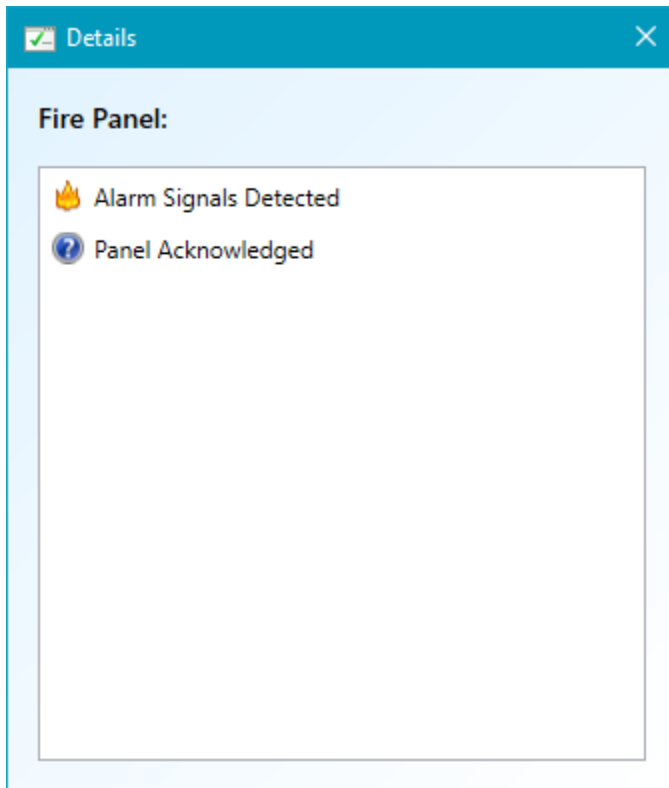 Details
Fire Panel:
Alarm Signals Detected
Panel Acknowledged